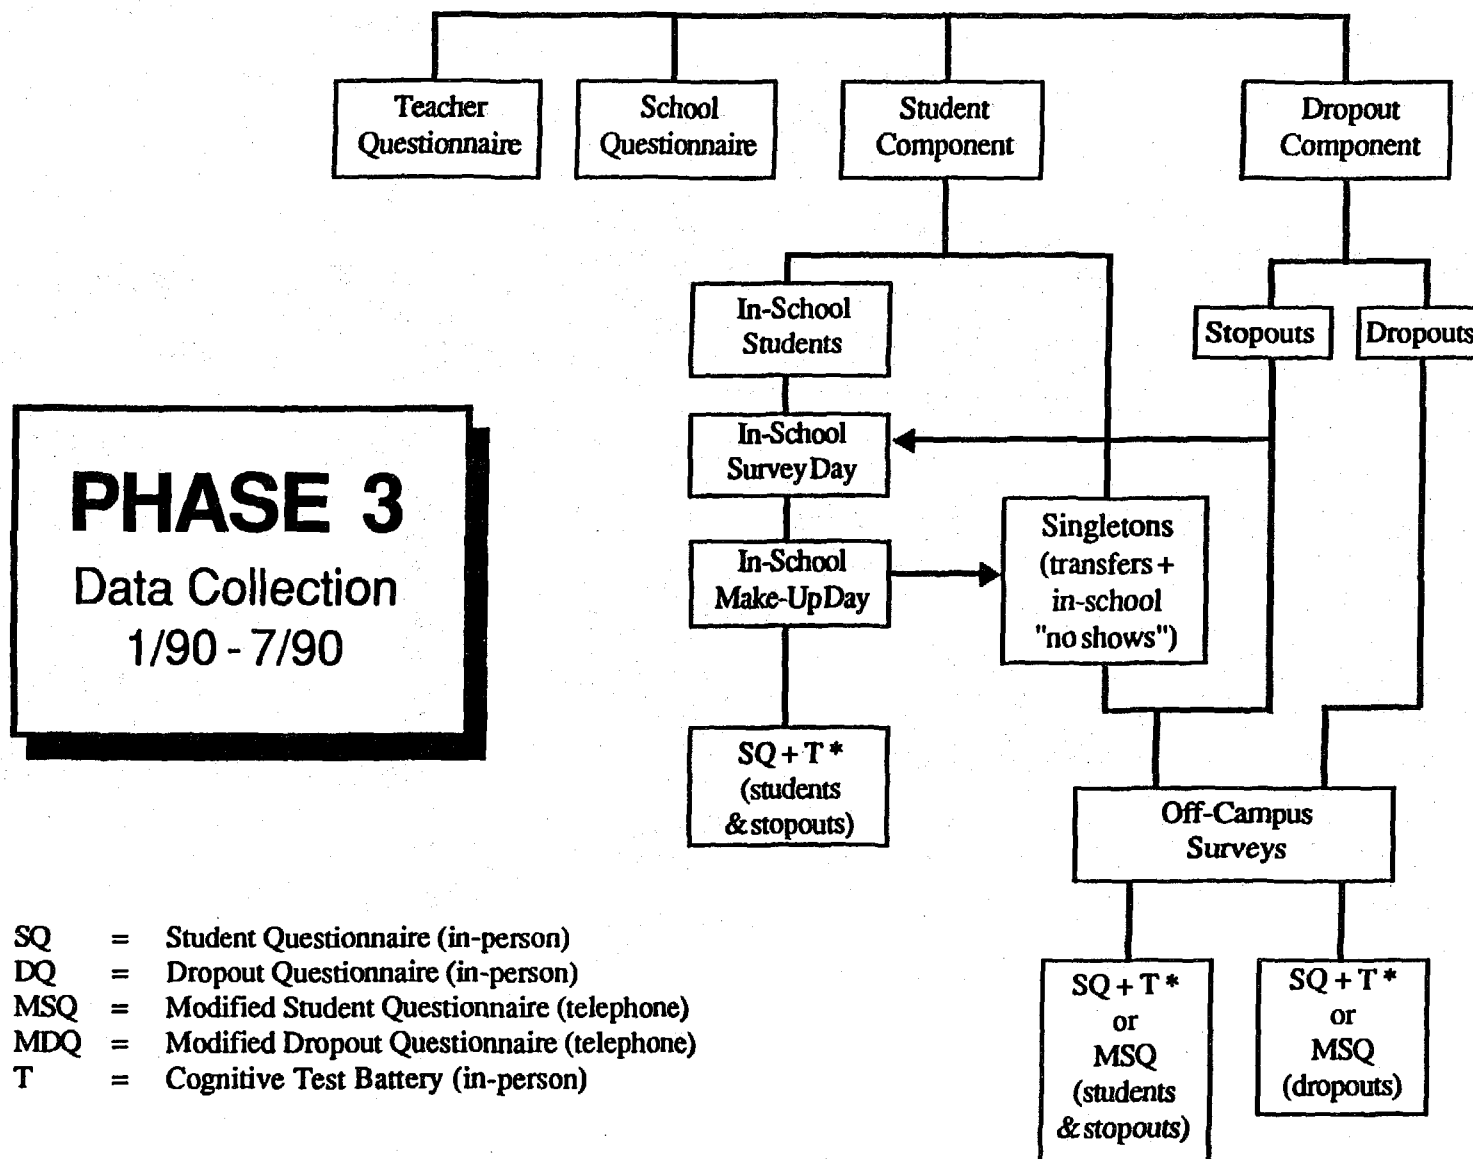 Teacher
Questionnaire
School
Questionnaire
Student
Component
Dropout
Component
In-School
Students
Stopouts
Dropouts
In-School
Survey Day
In-School
Make-Up Day
Singletons
(transfers +
in-school
"no shows")
PHASE 3
Data Collection
1/90 - 7/90
SQ + T *
(students
& stopouts)
Off-Campus
Surveys
SQ + T *
or
MSQ
(students
& stopouts)
SQ + T *
or
MSQ
(dropouts)
SQ = Student Questionnaire (in-person)
DQ = Dropout Questionnaire (in-person)
MSQ = Modified Student Questionnaire (telephone)
MDQ = Modified Dropout Questionnaire (telephone)
T = Cognitive Test Battery (in-person)